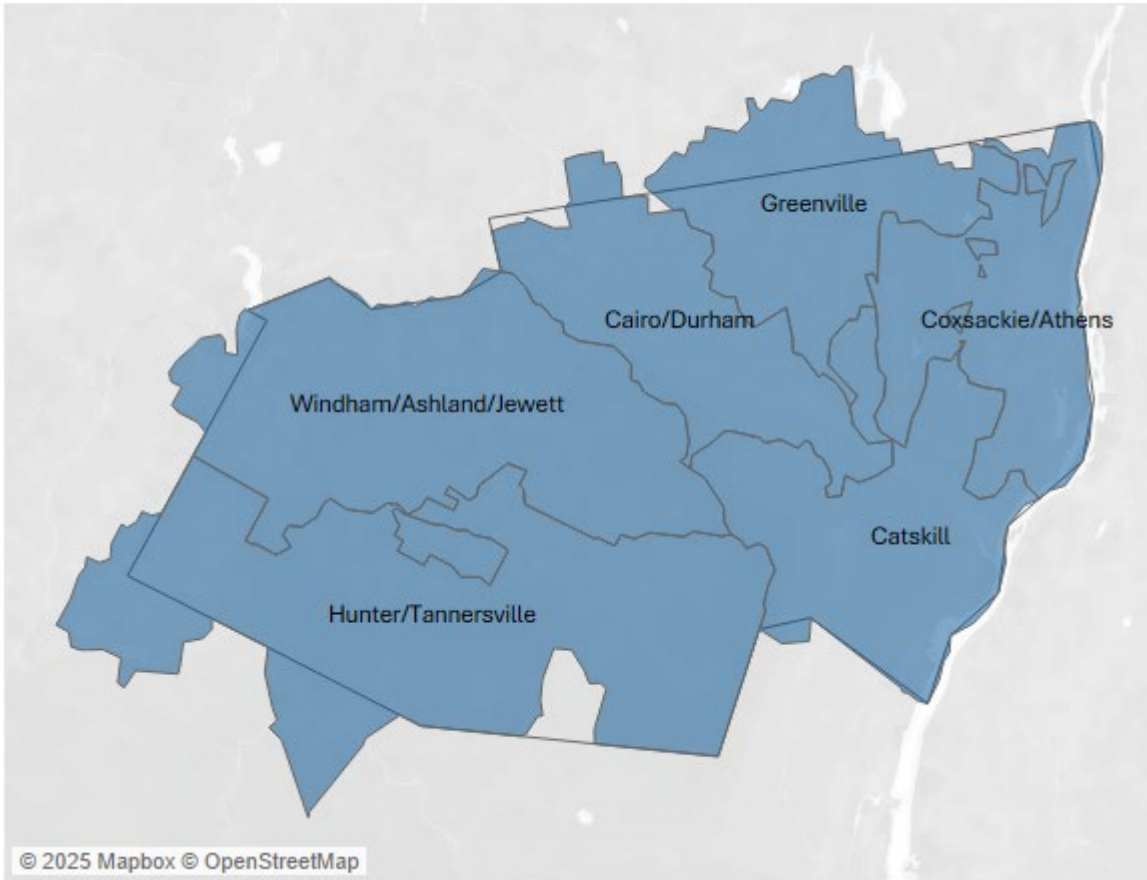 Greenville
Cairo/Durham
Coxsackie/Athens
Windham/Ashland/Jewett
Catskill
Hunter/Tannersville
© 2025 Mapbox © OpenStreetMap